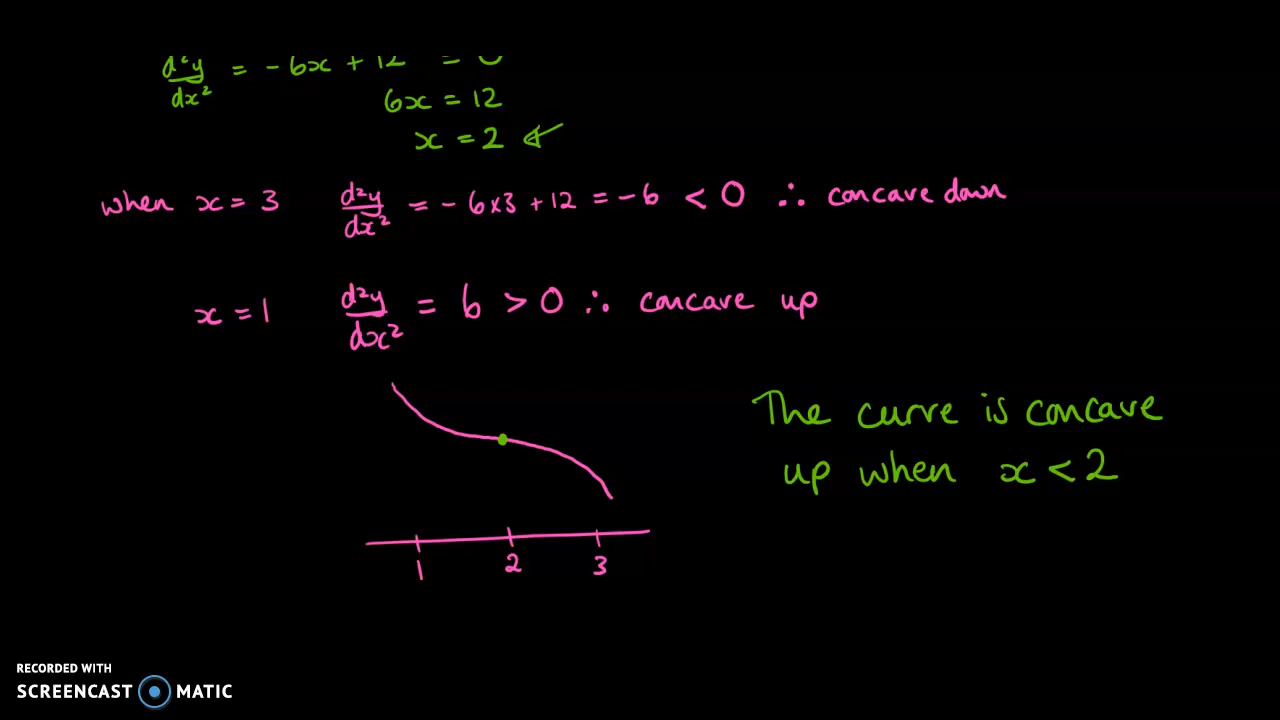 d²y/dx² = -6x + 12 = 0
6x = 12
x = 2
when x = 3 d²y/dx² = - 6x3 + 12 = -6 < 0 ∴ concave down
x = 1 d²y/dx² = 6 > 0 ∴ concave up
The curve is concave
up when x < 2
1 2 3
RECORDED WITH
SCREENCAST MATIC